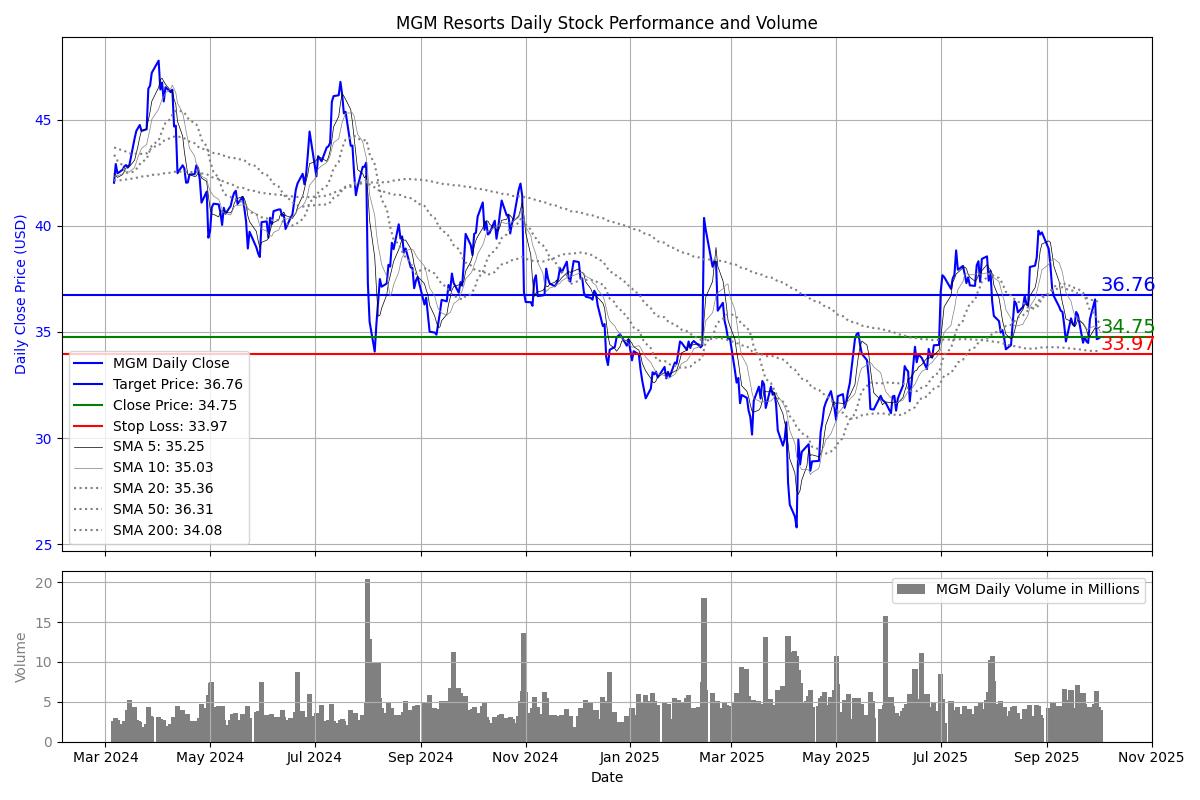 MGM Resorts Daily Stock Performance and Volume
Daily Close Price (USD)
45
40
35
30
25
36.76
34.75
33.97
MGM Daily Close
Target Price: 36.76
Close Price: 34.75
Stop Loss: 33.97
SMA 5: 35.25
SMA 10: 35.03
SMA 20: 35.36
SMA 50: 36.31
SMA 200: 34.08
Volume
20
15
10
5
0
MGM Daily Volume in Millions
Mar 2024
May 2024
Jul 2024
Sep 2024
Nov 2024
Jan 2025
Mar 2025
May 2025
Jul 2025
Sep 2025
Nov 2025
Date